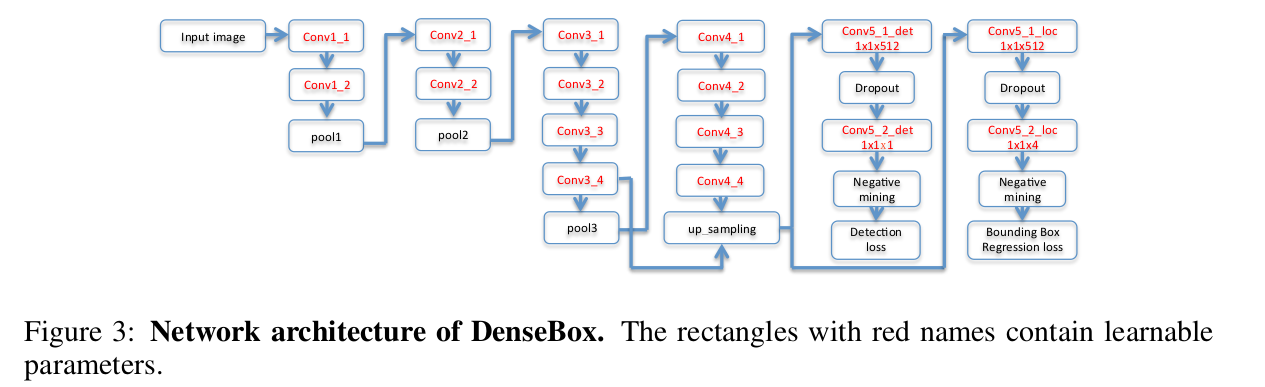 Input image
Conv1_1
Conv1_2
pool1
Conv2_1
Conv2_2
pool2
Conv3_1
Conv3_2
Conv3_3
Conv3_4
pool3
Conv4_1
Conv4_2
Conv4_3
Conv4_4
up_sampling
Conv5_1_det
1x1x512
Dropout
Conv5_2_det
1x1x1
Negative
mining
Detection
loss
Conv5_1_loc
1x1x512
Dropout
Conv5_2_loc
1x1x4
Negative
mining
Bounding Box
Regression loss
Figure 3: Network architecture of DenseBox. The rectangles with red names contain learnable
parameters.